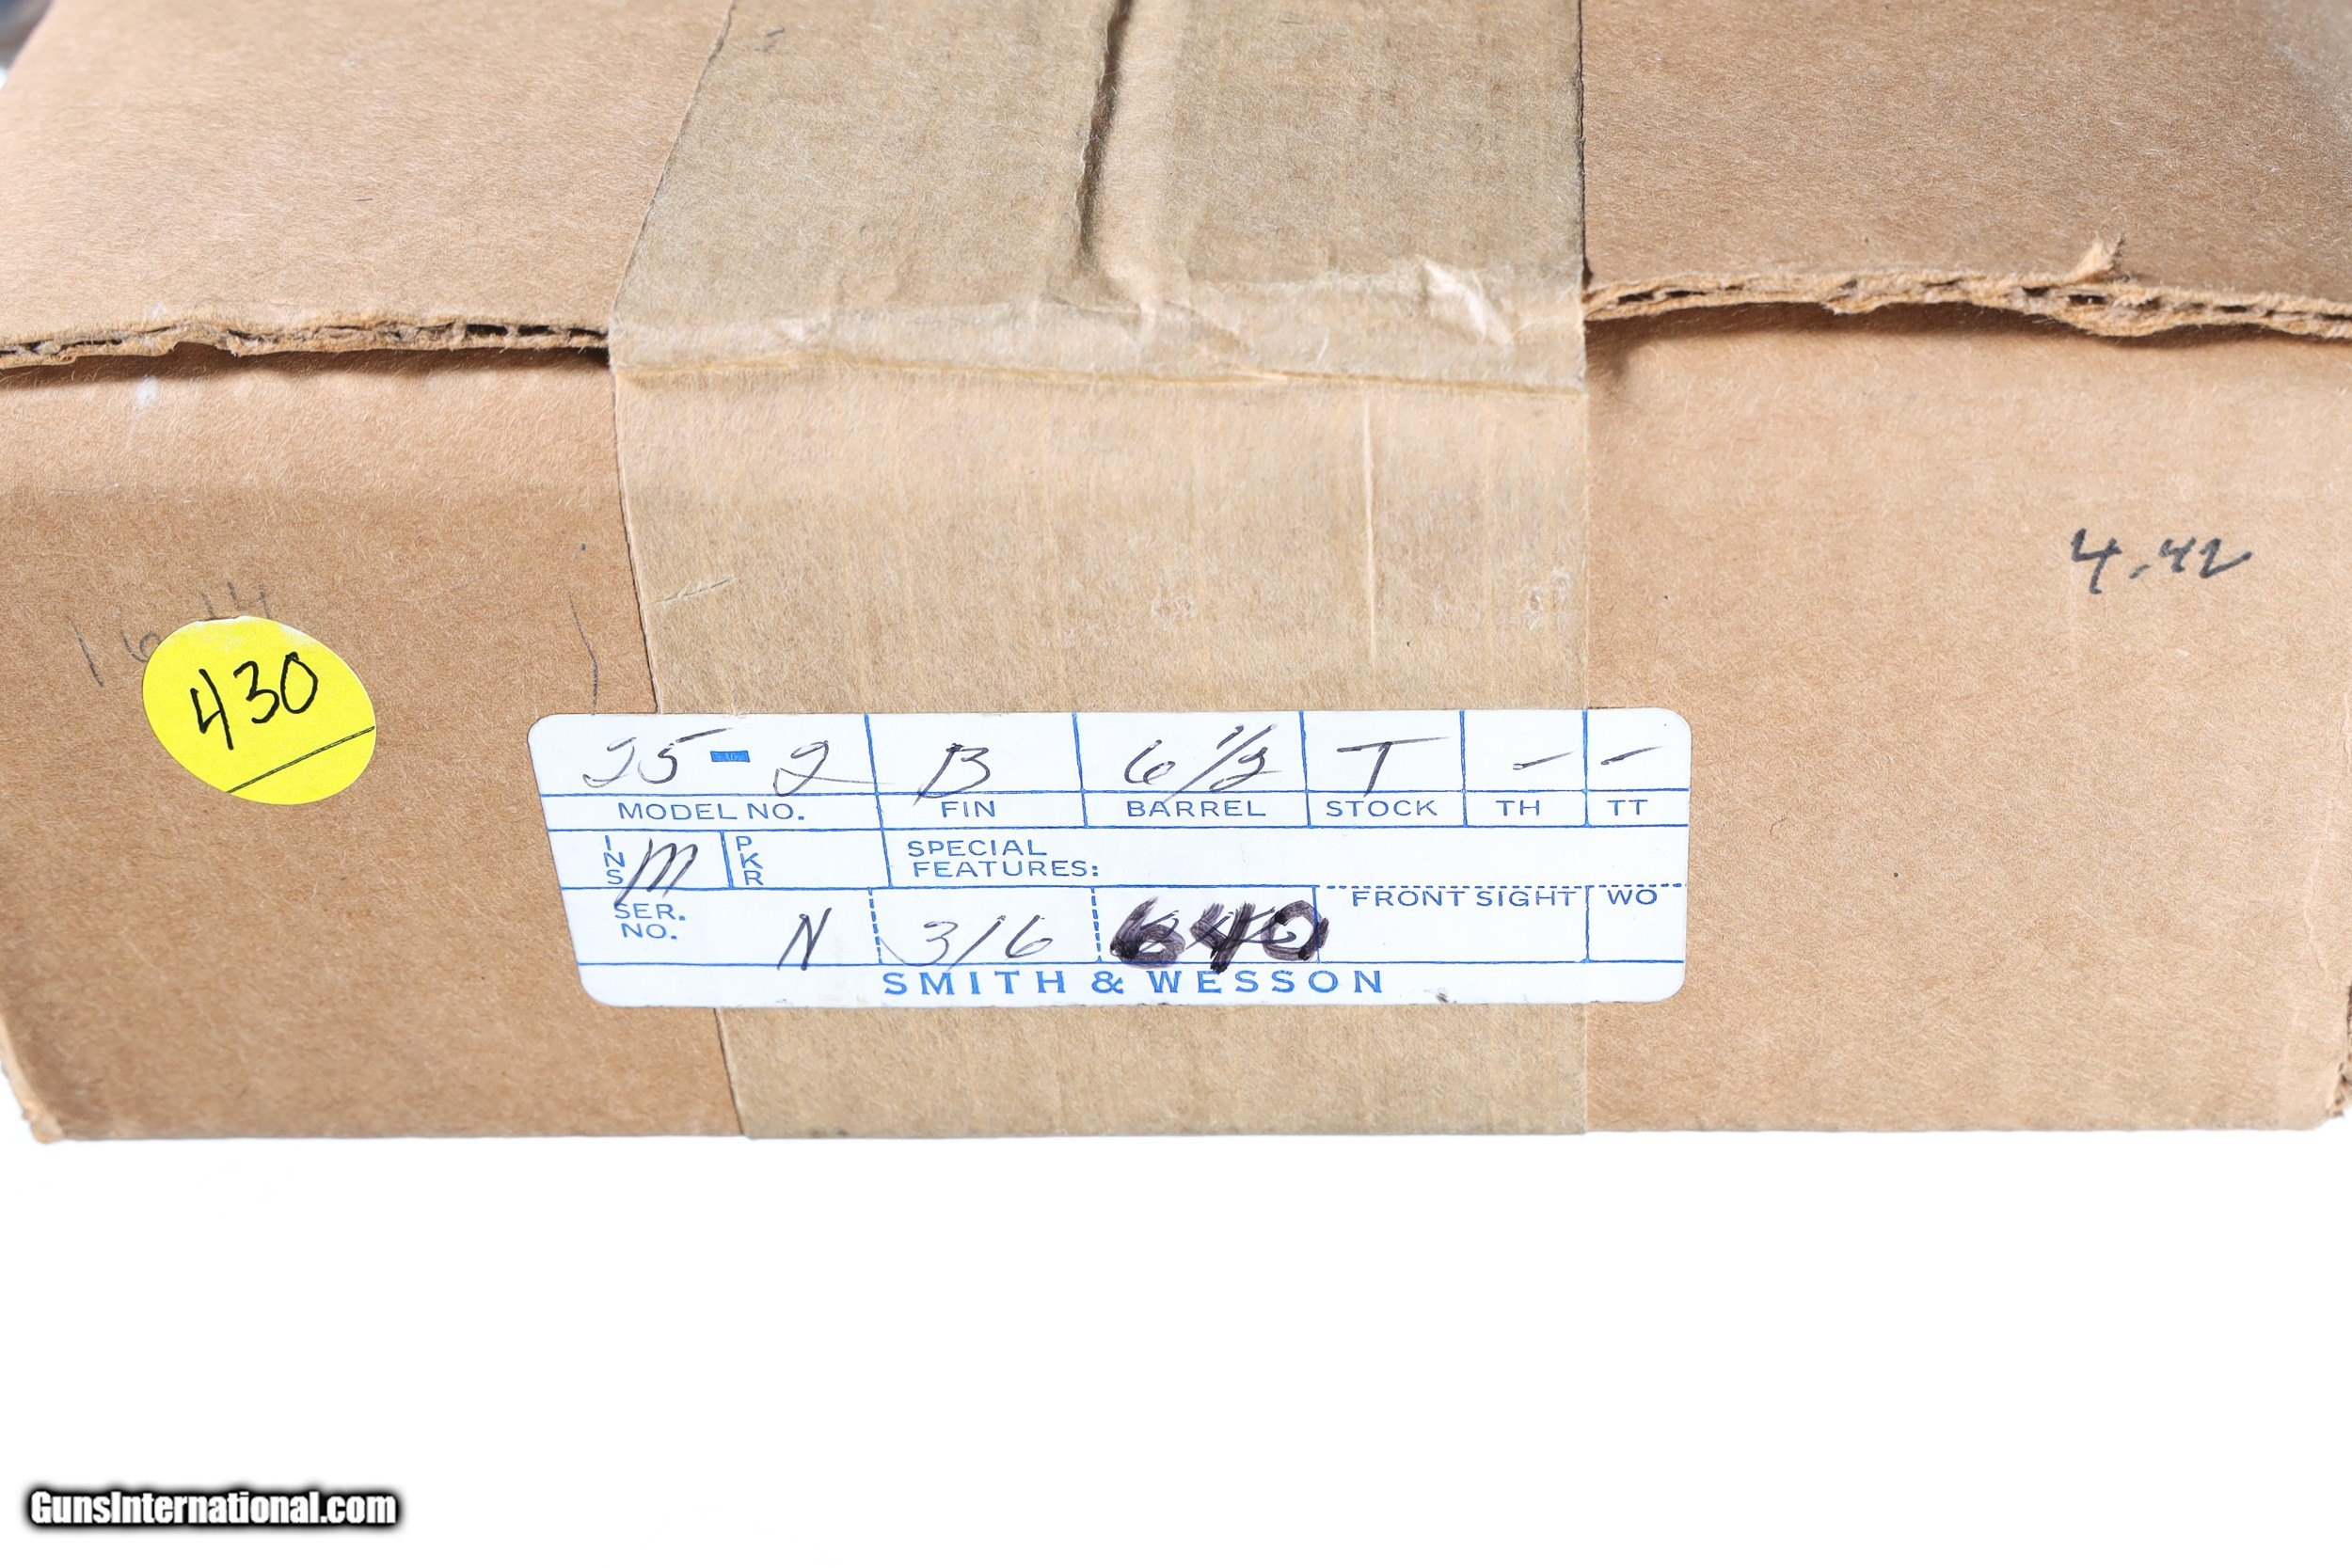 4.42
430
25-2 B 6 1/2 T - -
MODEL NO. FIN BARREL STOCK TH TT
INS M PKR SPECIAL
FEATURES:
SER.
NO. N 316 640 FRONT SIGHT WO
SMITH & WESSON
GunsInternational.com